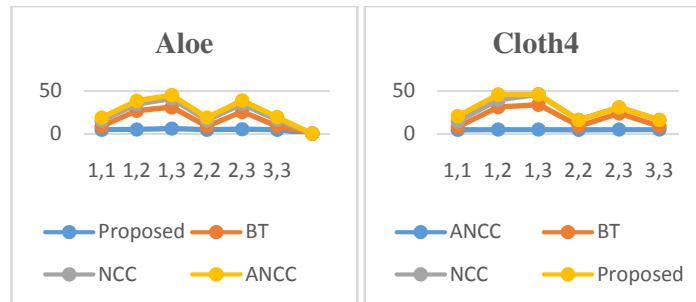 Aloe
50
0
1,1 1,2 1,3 2,2 2,3 3,3
Proposed BT
NCC ANCC
Cloth4
50
0
1,1 1,2 1,3 2,2 2,3 3,3
ANCC BT
NCC Proposed